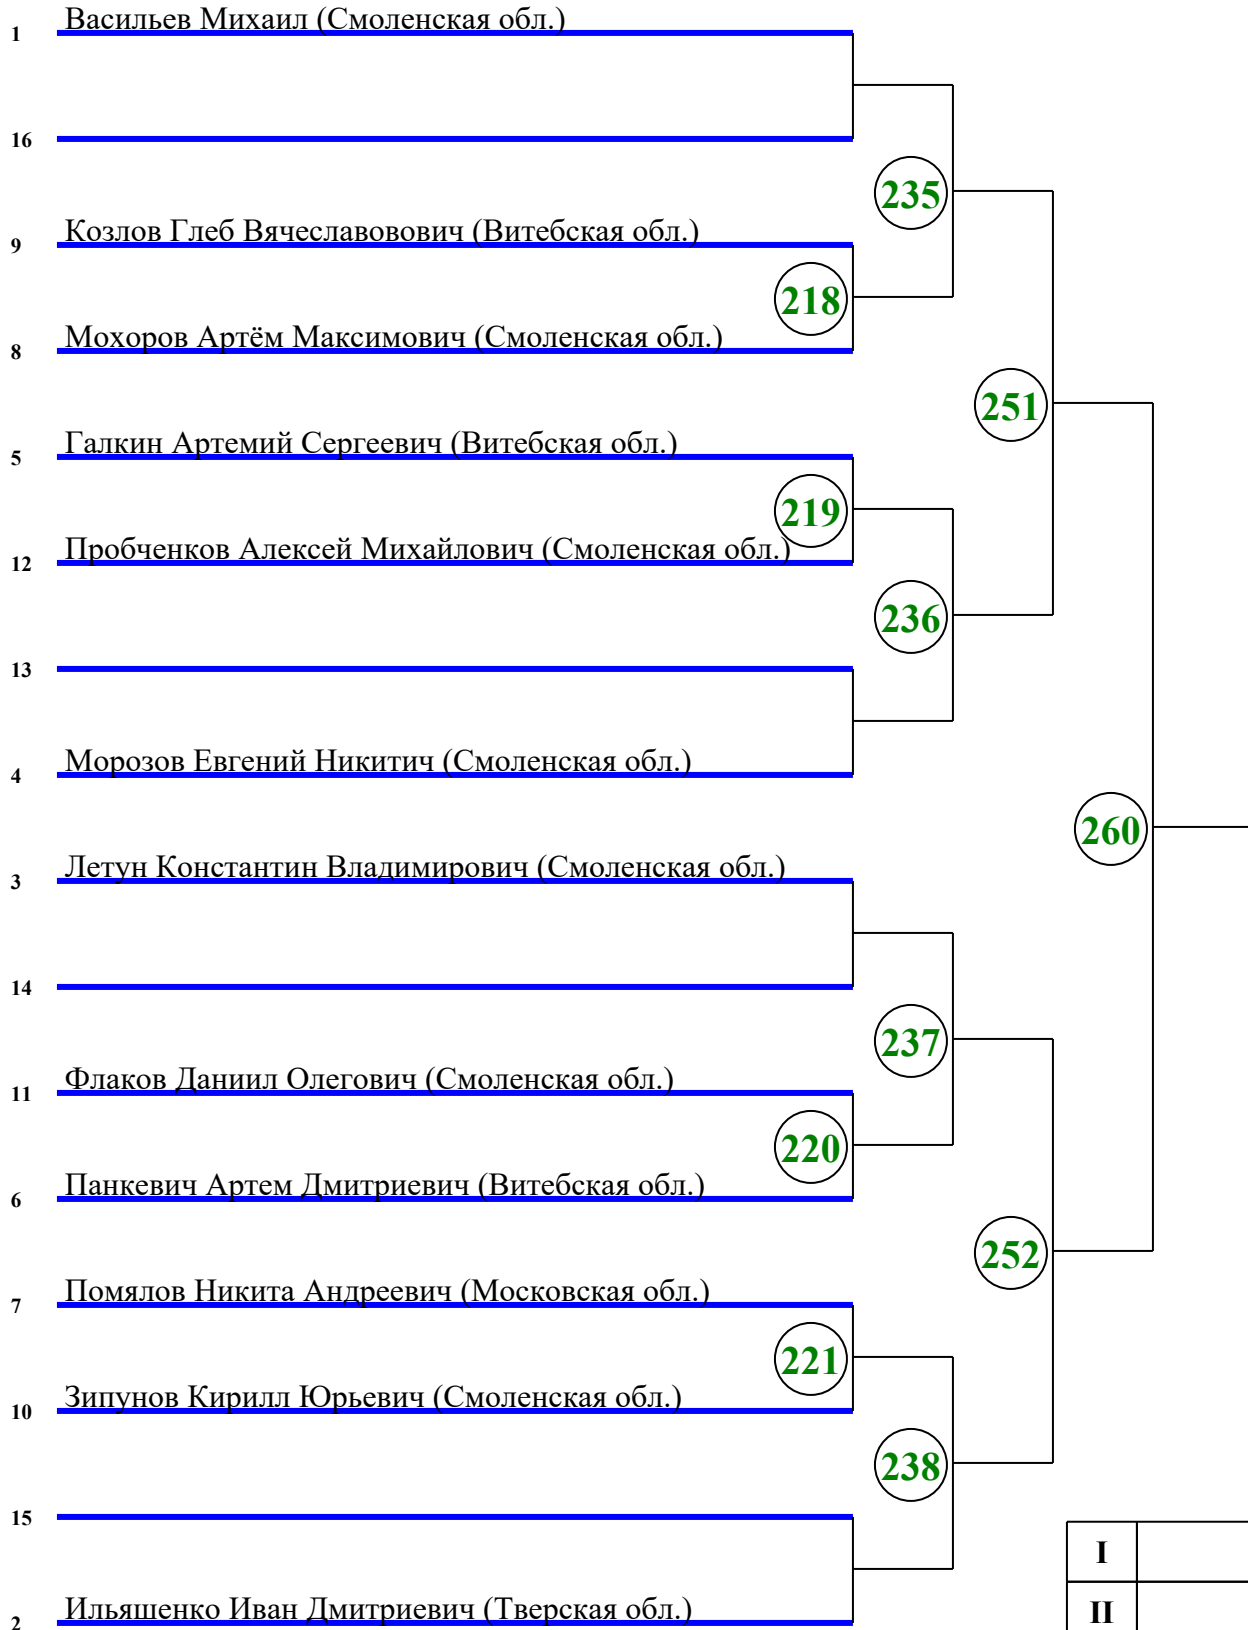 1 Васильев Михаил (Смоленская обл.)
16
235
9 Козлов Глеб Вячеславовович (Витебская обл.)
218
8 Мохоров Артём Максимович (Смоленская обл.)
251
5 Галкин Артемий Сергеевич (Витебская обл.)
219
12 Пробченков Алексей Михайлович (Смоленская обл.)
236
13
4 Морозов Евгений Никитич (Смоленская обл.)
260
3 Летун Константин Владимирович (Смоленская обл.)
14
237
11 Флаков Даниил Олегович (Смоленская обл.)
220
6 Панкевич Артем Дмитриевич (Витебская обл.)
252
7 Помялов Никита Андреевич (Московская обл.)
221
10 Зипунов Кирилл Юрьевич (Смоленская обл.)
238
15
I
2 Ильяшенко Иван Дмитриевич (Тверская обл.)
II